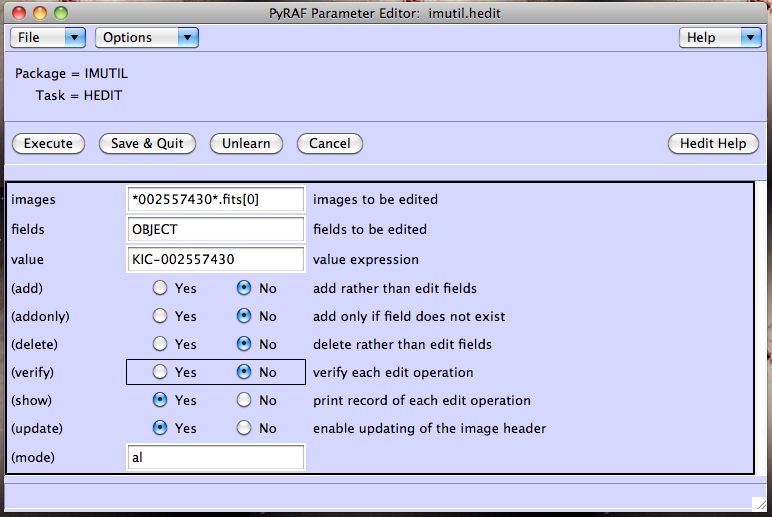 PyRAF Parameter Editor: imutil.hedit
File Options Help
Package = IMUTIL
Task = HEDIT
Execute Save & Quit Unlearn Cancel Hedit Help
images *002557430*.fits[0] images to be edited
fields OBJECT fields to be edited
value KIC-002557430 value expression
(add) Yes No add rather than edit fields
(addonly) Yes No add only if field does not exist
(delete) Yes No delete rather than edit fields
(verify) Yes No verify each edit operation
(show) Yes No print record of each edit operation
(update) Yes No enable updating of the image header
(mode) al